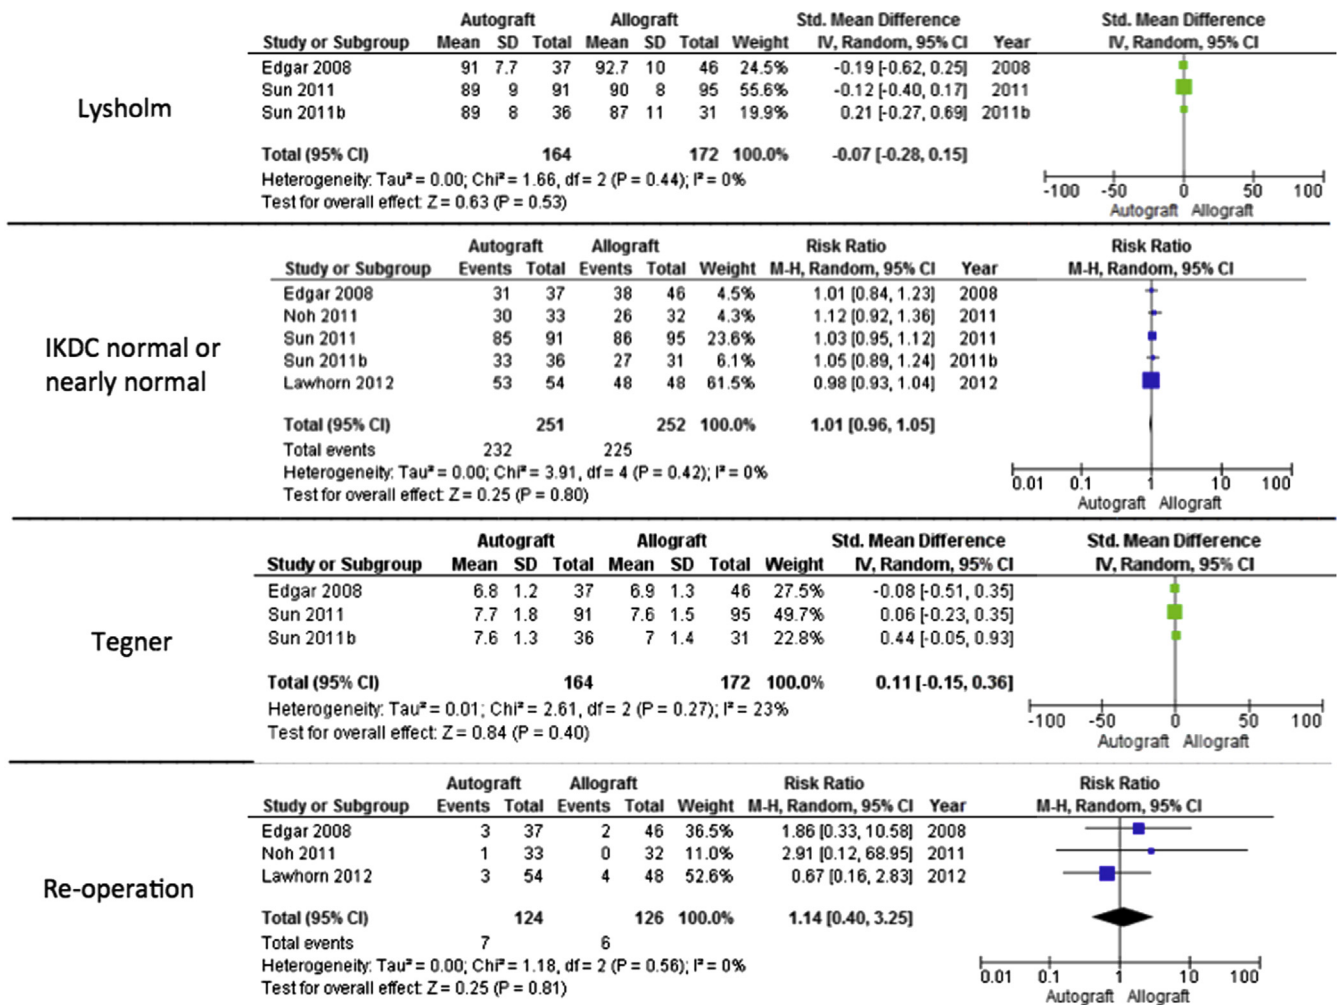 Lysholm
Autograft Allograft Std. Mean Difference Std. Mean Difference
Study or Subgroup Mean SD Total Mean SD Total Weight IV, Random, 95% CI Year IV, Random, 95% CI
Edgar 2008 91 7.7 37 92.7 10 46 24.5% -0.19 [-0.62, 0.25] 2008
Sun 2011 89 9 91 90 8 95 55.6% -0.12 [-0.40, 0.17] 2011
Sun 2011b 89 8 36 87 11 31 19.9% 0.21 [-0.27, 0.69] 2011b
Total (95% CI) 164 172 100.0% -0.07 [-0.28, 0.15]
Heterogeneity: Tau² = 0.00; Chi² = 1.66, df = 2 (P = 0.44); I² = 0%
Test for overall effect: Z = 0.63 (P = 0.53)
-100 -50 0 50 100
Autograft Allograft
IKDC normal or
nearly normal
Autograft Allograft Risk Ratio Risk Ratio
Study or Subgroup Events Total Events Total Weight M-H, Random, 95% CI Year M-H, Random, 95% CI
Edgar 2008 31 37 38 46 4.5% 1.01 [0.84, 1.23] 2008
Noh 2011 30 33 26 32 4.3% 1.12 [0.92, 1.36] 2011
Sun 2011 85 91 86 95 23.6% 1.03 [0.95, 1.12] 2011
Sun 2011b 33 36 27 31 6.1% 1.05 [0.89, 1.24] 2011b
Lawhorn 2012 53 54 48 48 61.5% 0.98 [0.93, 1.04] 2012
Total (95% CI) 251 252 100.0% 1.01 [0.96, 1.05]
Total events 232 225
Heterogeneity: Tau² = 0.00; Chi² = 3.91, df = 4 (P = 0.42); I² = 0%
Test for overall effect: Z = 0.25 (P = 0.80)
0.01 0.1 1 10 100
Autograft Allograft
Tegner
Autograft Allograft Std. Mean Difference Std. Mean Difference
Study or Subgroup Mean SD Total Mean SD Total Weight IV, Random, 95% CI IV, Random, 95% CI
Edgar 2008 6.8 1.2 37 6.9 1.3 46 27.5% -0.08 [-0.51, 0.35]
Sun 2011 7.7 1.8 91 7.6 1.5 95 49.7% 0.06 [-0.23, 0.35]
Sun 2011b 7.6 1.3 36 7 1.4 31 22.8% 0.44 [-0.05, 0.93]
Total (95% CI) 164 172 100.0% 0.11 [-0.15, 0.36]
Heterogeneity: Tau² = 0.01; Chi² = 2.61, df = 2 (P = 0.27); I² = 23%
Test for overall effect: Z = 0.84 (P = 0.40)
-100 -50 0 50 100
Autograft Allograft
Re-operation
Autograft Allograft Risk Ratio Risk Ratio
Study or Subgroup Events Total Events Total Weight M-H, Random, 95% CI Year M-H, Random, 95% CI
Edgar 2008 3 37 2 46 36.5% 1.86 [0.33, 10.58] 2008
Noh 2011 1 33 0 32 11.0% 2.91 [0.12, 68.95] 2011
Lawhorn 2012 3 54 4 48 52.6% 0.67 [0.16, 2.83] 2012
Total (95% CI) 124 126 100.0% 1.14 [0.40, 3.25]
Total events 7 6
Heterogeneity: Tau² = 0.00; Chi² = 1.18, df = 2 (P = 0.56); I² = 0%
Test for overall effect: Z = 0.25 (P = 0.81)
0.01 0.1 1 10 100
Autograft Allograft